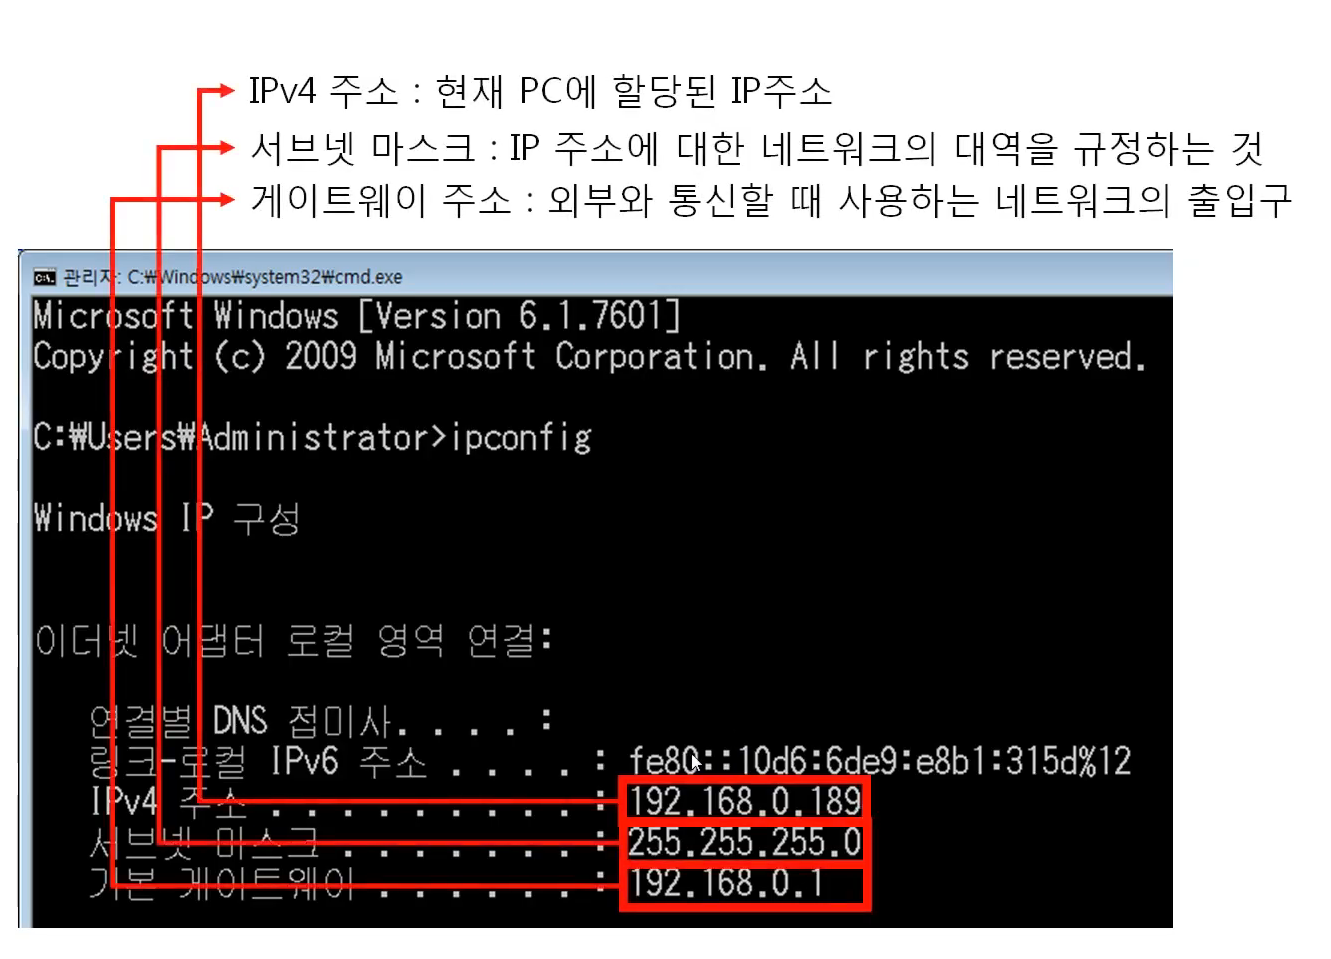 IPv4 주소 : 현재 PC에 할당된 IP주소
서브넷 마스크 : IP 주소에 대한 네트워크의 대역을 규정하는 것
게이트웨이 주소 : 외부와 통신할 때 사용하는 네트워크의 출입구
C:\. 관리자: C:₩Windows₩system32₩cmd.exe
Microsoft Windows [Version 6.1.7601]
Copyright (c) 2009 Microsoft Corporation. All rights reserved.
C:₩Users₩Administrator>ipconfig
Windows IP 구성
이더넷 어댑터 로컬 영역 연결:
연결별 DNS 접미사. . . . :
링크-로컬 IPv6 주소 . . . . : fe80::10d6:6de9:e8b1:315d%12
IPv4 주소 . . . . . . . . . : 192.168.0.189
서브넷 마스크 . . . . . . . : 255.255.255.0
기본 게이트웨이 . . . . . . : 192.168.0.1